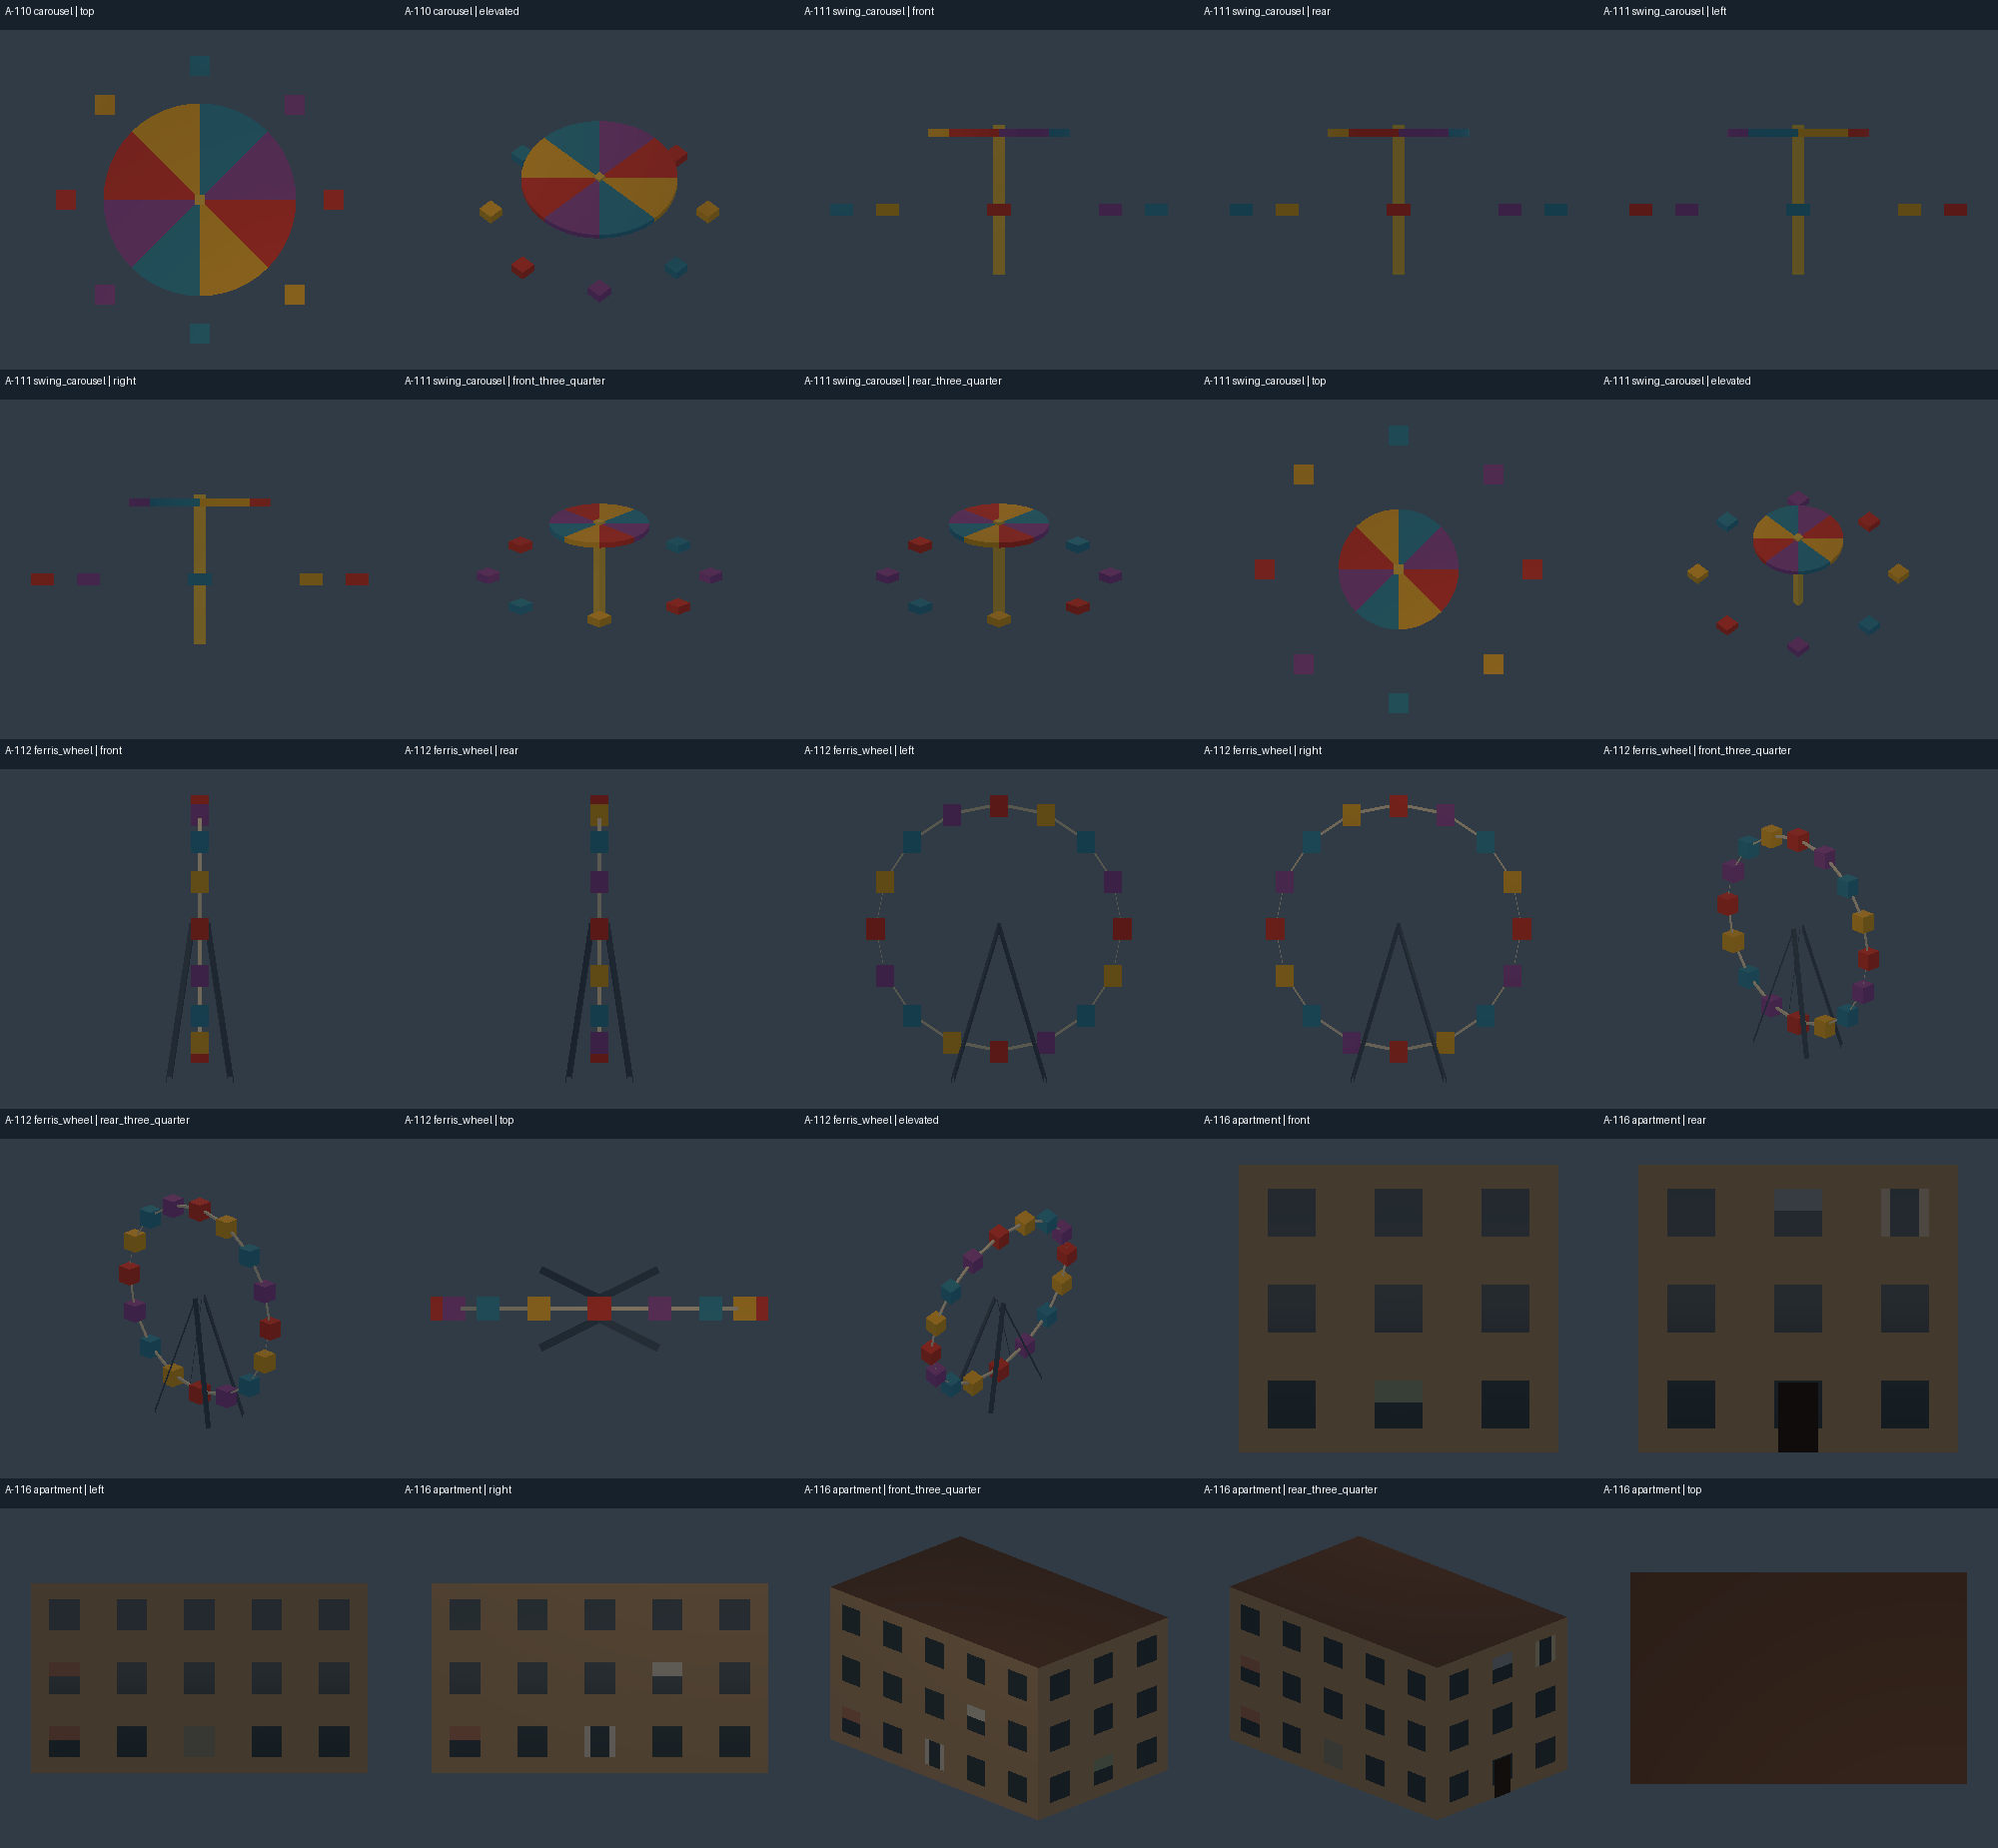 A-110 carousel | top
A-110 carousel | elevated
A-111 swing_carousel | front
A-111 swing_carousel | rear
A-111 swing_carousel | left
A-111 swing_carousel | right
A-111 swing_carousel | front_three_quarter
A-111 swing_carousel | rear_three_quarter
A-111 swing_carousel | top
A-111 swing_carousel | elevated
A-112 ferris_wheel | front
A-112 ferris_wheel | rear
A-112 ferris_wheel | left
A-112 ferris_wheel | right
A-112 ferris_wheel | front_three_quarter
A-112 ferris_wheel | rear_three_quarter
A-112 ferris_wheel | top
A-112 ferris_wheel | elevated
A-116 apartment | front
A-116 apartment | rear
A-116 apartment | left
A-116 apartment | right
A-116 apartment | front_three_quarter
A-116 apartment | rear_three_quarter
A-116 apartment | top